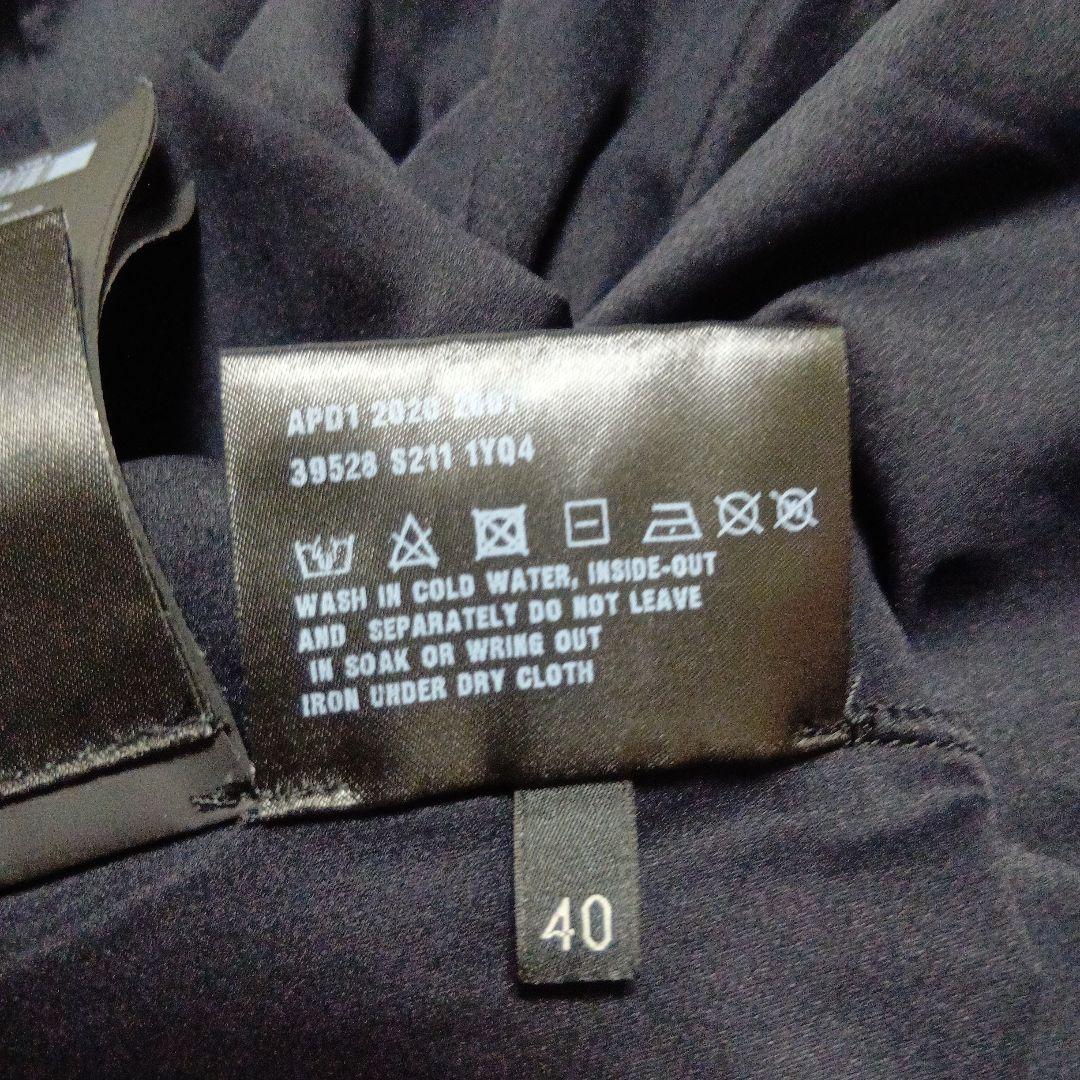 APD1 2020
39528 S211 1YQ4
WASH IN COLD WATER, INSIDE-OUT
AND SEPARATELY DO NOT LEAVE
IN SOAK OR WRING OUT
IRON UNDER DRY CLOTH
40